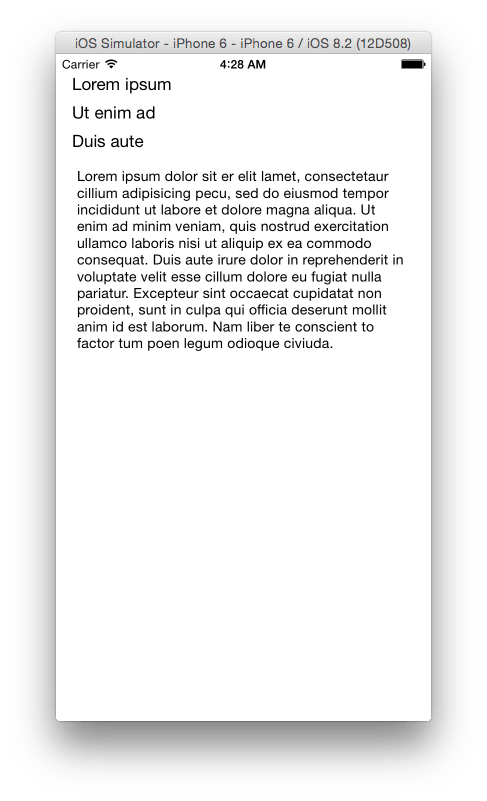 iOS Simulator - iPhone 6 - iPhone 6 / iOS 8.2 (12D508)
Carrier 4:28 AM
Lorem ipsum
Ut enim ad
Duis aute
Lorem ipsum dolor sit er elit lamet, consectetaur
cillium adipisicing pecu, sed do eiusmod tempor
incididunt ut labore et dolore magna aliqua. Ut
enim ad minim veniam, quis nostrud exercitation
ullamco laboris nisi ut aliquip ex ea commodo
consequat. Duis aute irure dolor in reprehenderit in
voluptate velit esse cillum dolore eu fugiat nulla
pariatur. Excepteur sint occaecat cupidatat non
proident, sunt in culpa qui officia deserunt mollit
anim id est laborum. Nam liber te conscient to
factor tum poen legum odioque civiuda.